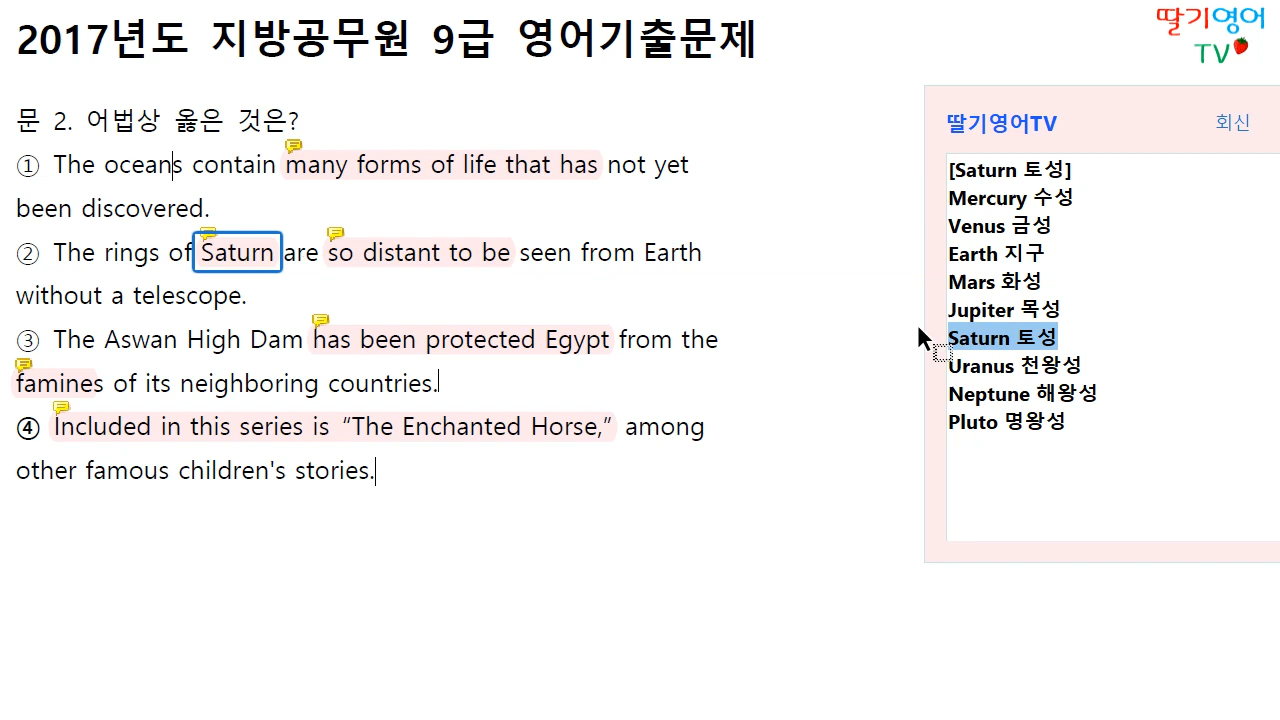 2017년도 지방공무원 9급 영어기출문제
딸기영어
TV
문 2. 어법상 옳은 것은?
① The oceans contain many forms of life that has not yet
been discovered.
② The rings of Saturn are so distant to be seen from Earth
without a telescope.
③ The Aswan High Dam has been protected Egypt from the
famines of its neighboring countries.
④ Included in this series is “The Enchanted Horse,” among
other famous children's stories.
딸기영어TV 회신
[Saturn 토성]
Mercury 수성
Venus 금성
Earth 지구
Mars 화성
Jupiter 목성
Saturn 토성
Uranus 천왕성
Neptune 해왕성
Pluto 명왕성